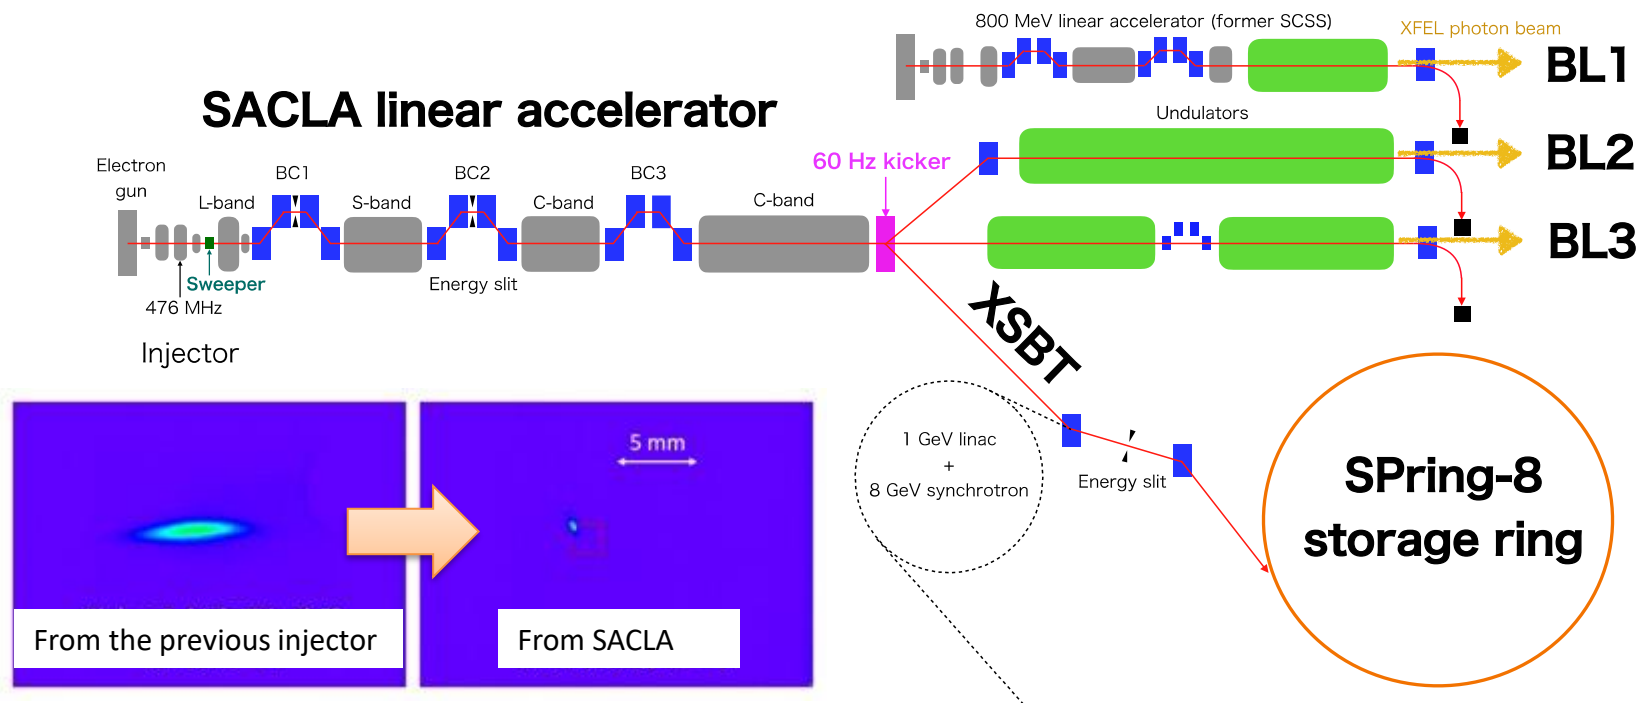 800 MeV linear accelerator (former SCSS)
XFEL photon beam
BL1
SACLA linear accelerator
Undulators
Electron
gun
BC1
BC2
BC3
60 Hz kicker
BL2
L-band
S-band
C-band
C-band
BL3
Sweeper
Energy slit
476 MHz
Injector
XSBT
5 mm
1 GeV linac
+
8 GeV synchrotron
Energy slit
SPring-8
storage ring
From the previous injector
From SACLA